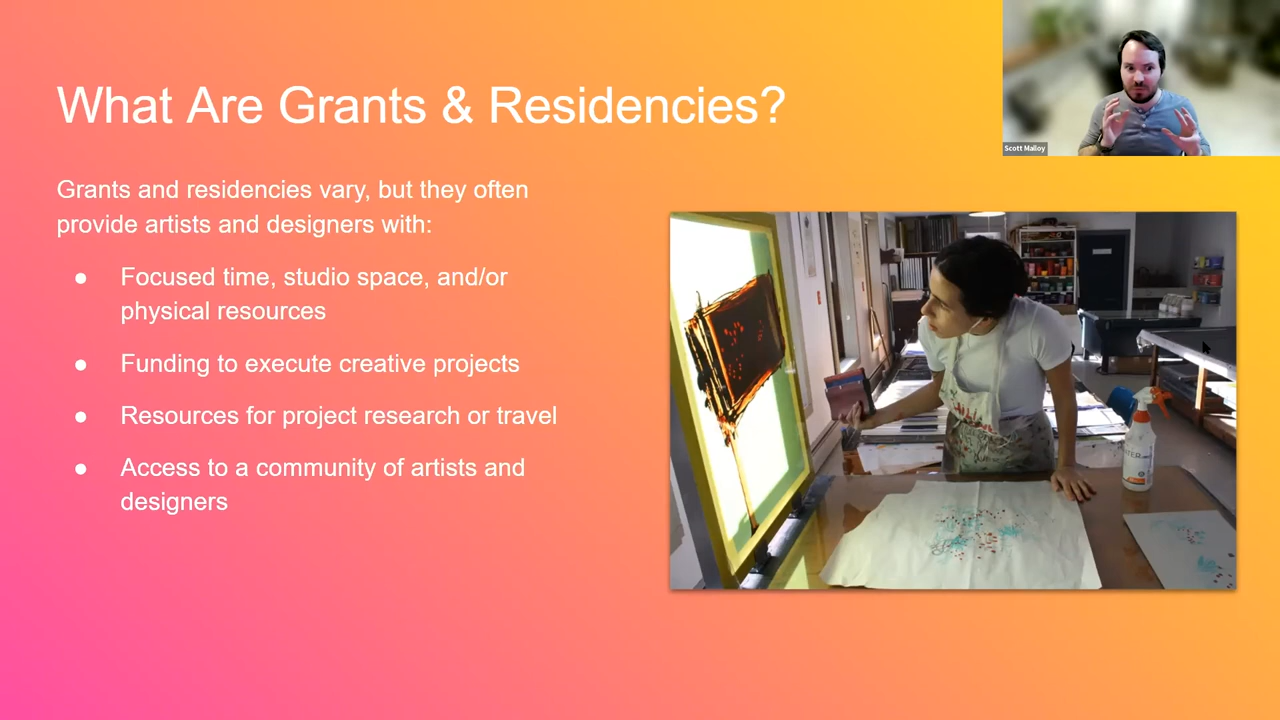 What Are Grants & Residencies?
Scott Malloy
Grants and residencies vary, but they often
provide artists and designers with:
● Focused time, studio space, and/or
physical resources
● Funding to execute creative projects
● Resources for project research or travel
● Access to a community of artists and
designers